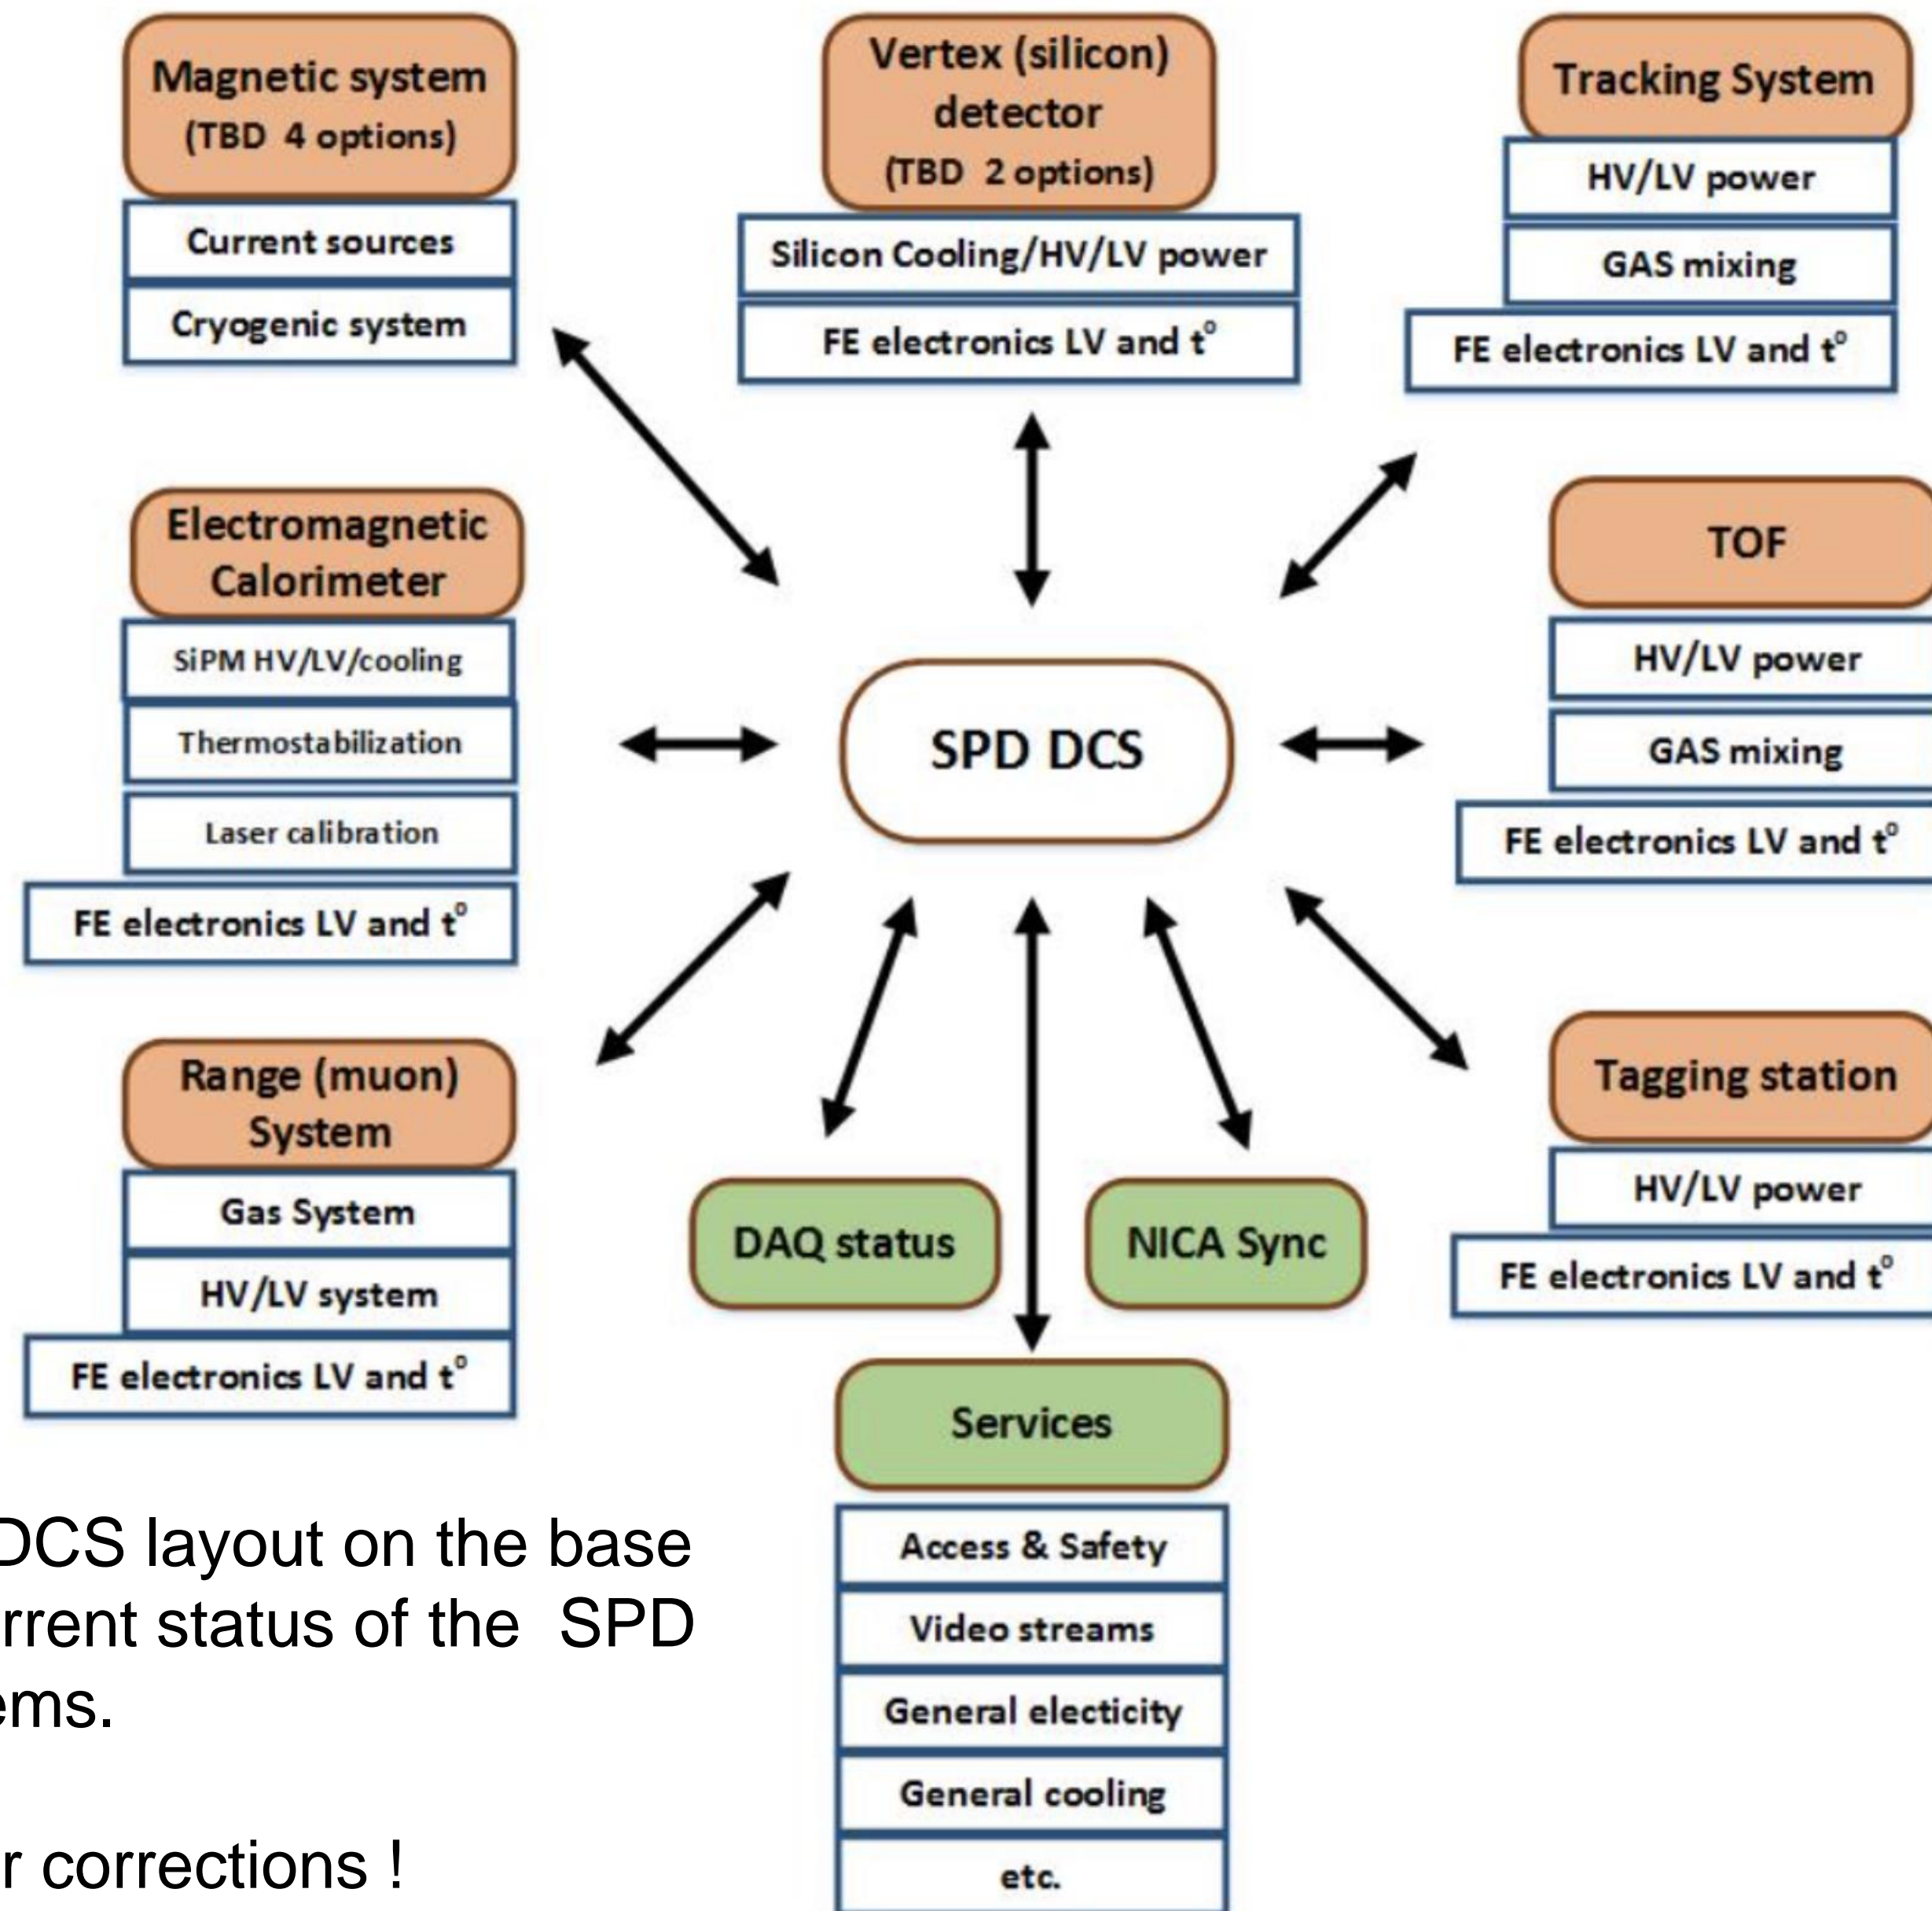 Magnetic system
(TBD 4 options)
Current sources
Cryogenic system
Vertex (silicon)
detector
(TBD 2 options)
Silicon Cooling/HV/LV power
FE electronics LV and t°
Tracking System
HV/LV power
GAS mixing
FE electronics LV and t°
Electromagnetic
Calorimeter
SiPM HV/LV/cooling
Thermostabilization
Laser calibration
FE electronics LV and t°
SPD DCS
TOF
HV/LV power
GAS mixing
FE electronics LV and t°
Range (muon)
System
Gas System
HV/LV system
FE electronics LV and t°
DAQ status
NICA Sync
Tagging station
HV/LV power
FE electronics LV and t°
Services
Access & Safety
Video streams
General electicity
General cooling
etc.
DCS layout on the base
status of the SPD
corrections !